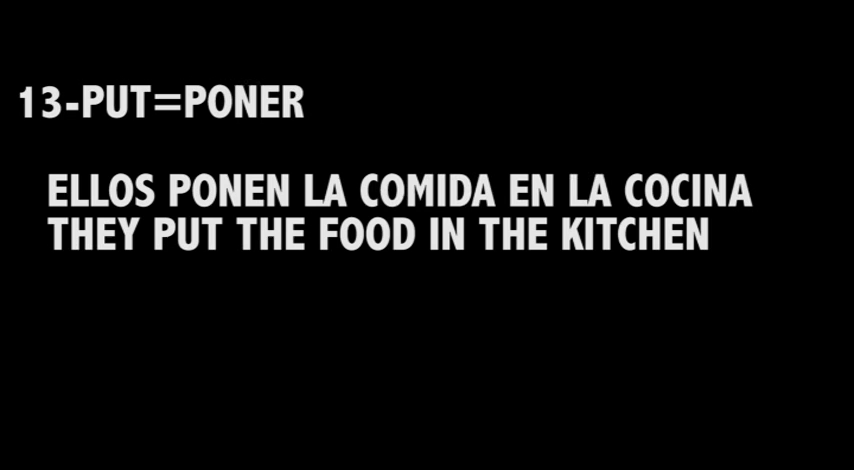 13-PUT=PONER
ELLOS PONEN LA COMIDA EN LA COCINA
THEY PUT THE FOOD IN THE KITCHEN